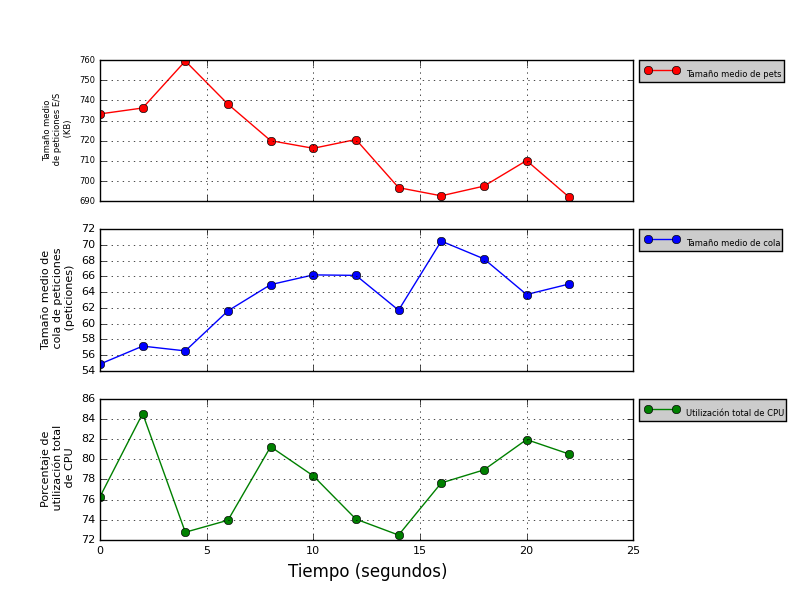 760
750
740
730
720
710
700
690
Tamaño medio
de peticiones E/S
(KB)
Tamaño medio de pets
72
70
68
66
64
62
60
58
56
54
Tamaño medio de
cola de peticiones
(peticiones)
Tamaño medio de cola
86
84
82
80
78
76
74
72
Porcentaje de
utilización total
de CPU
Utilización total de CPU
0 5 10 15 20 25
Tiempo (segundos)